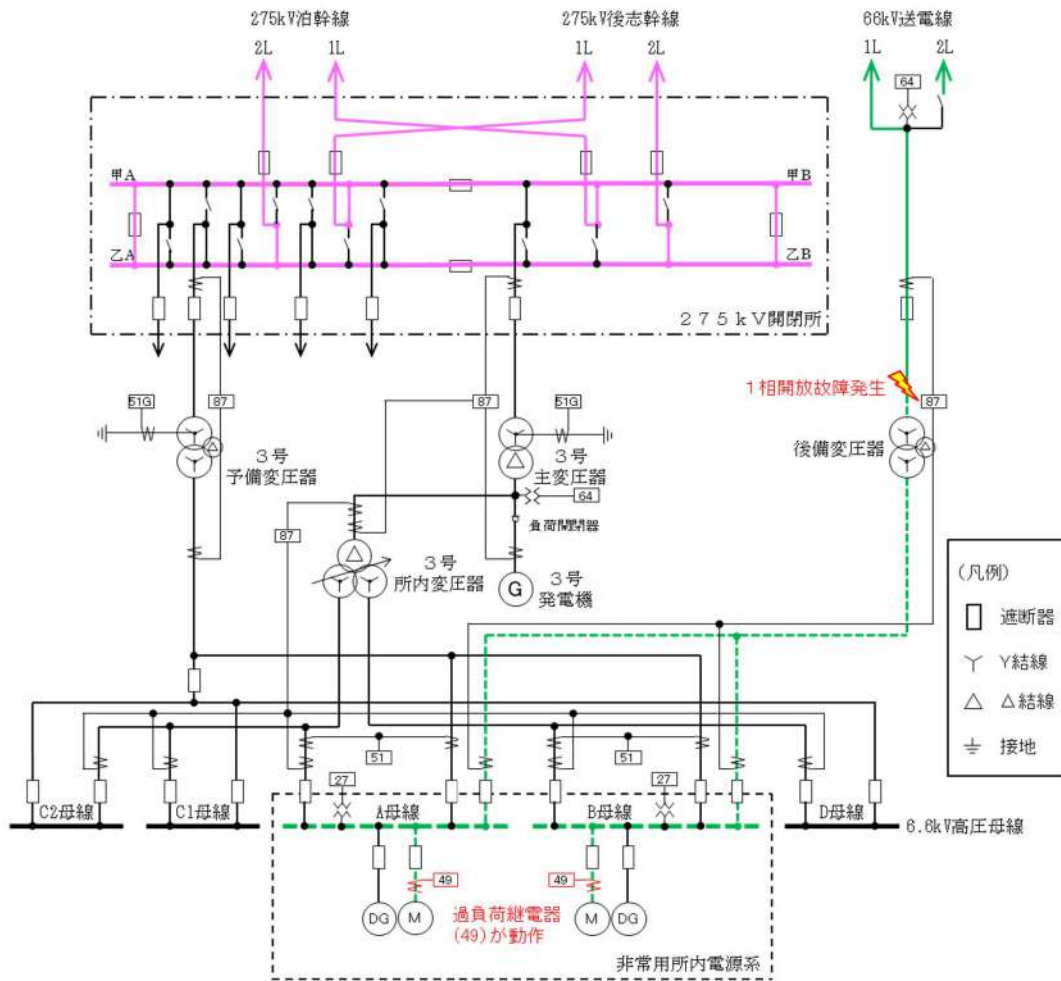 275kV泊幹線
275kV後志幹線
66kV送電線
2L
1L
1L
2L
1L
2L
64
甲A
甲B
乙A
乙B
275kV開閉所
1相開放故障発生
51G
87
87
51G
87
3号
予備変圧器
3号
主変圧器
後備変圧器
64
負荷開閉器
87
3号
所内変圧器
G
3号
発電機
(凡例)
遮断器
Y結線
△結線
接地
51
51
27
27
C2母線
C1母線
A母線
B母線
D母線
6.6kV高圧母線
49
49
DG
M
過負荷継電器
(49)が動作
M
DG
非常用所内電源系